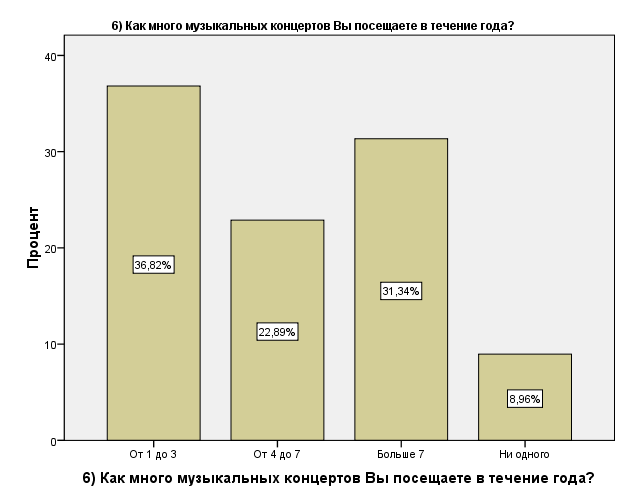 6) Как много музыкальных концертов Вы посещаете в течение года?
Процент
40
30
20
10
0
36,82%
22,89%
31,34%
8,96%
От 1 до 3
От 4 до 7
Больше 7
Ни одного
6) Как много музыкальных концертов Вы посещаете в течение года?